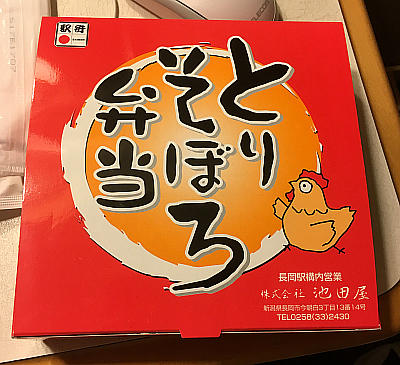 駅弁
とり
そぼろ
弁当
長岡駅構内営業
株式会社 池田屋
新潟県長岡市今朝白3丁目13番14号
TEL0258(33)2430